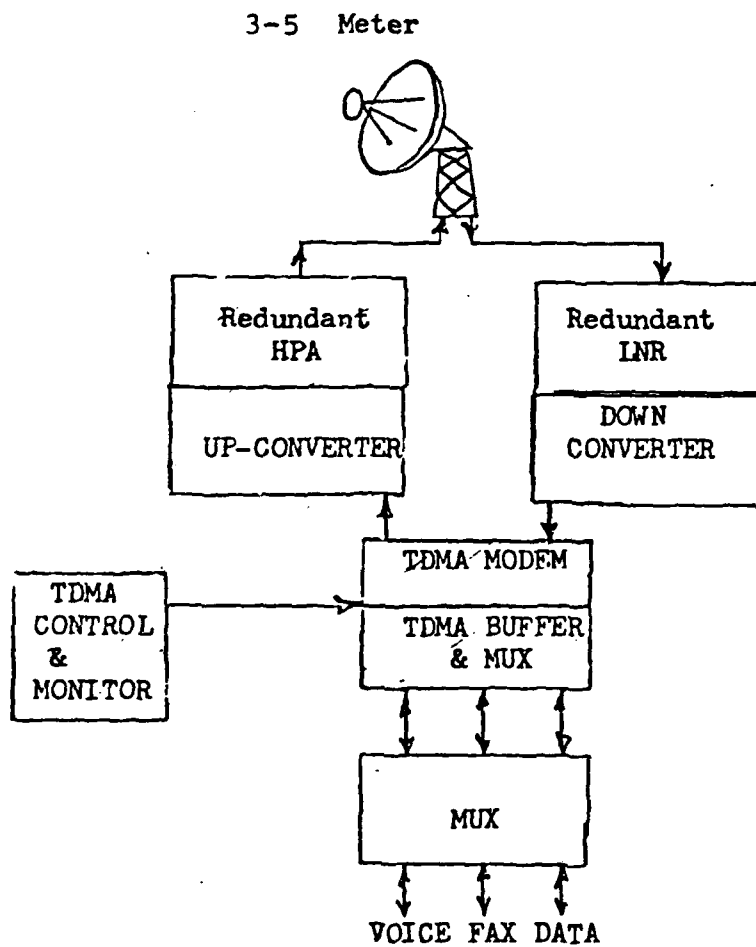 3-5 Meter
Redundant
HPA
UP-CONVERTER
Redundant
LNR
DOWN
CONVERTER
TDMA MODEM
TDMA BUFFER
& MUX
TDMA
CONTROL
&
MONITOR
MUX
VOICE FAX DATA